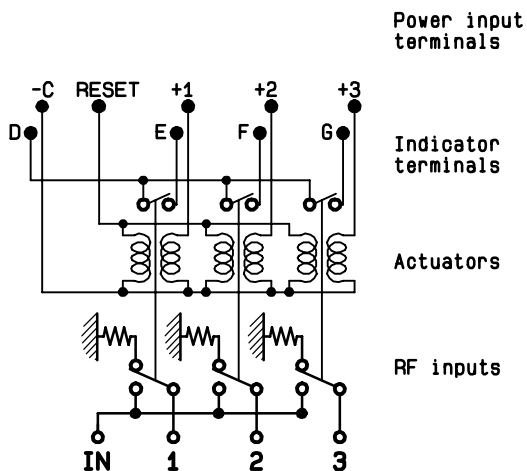 Power input
terminals
-C RESET +1 +2 +3
D E F G
Indicator
terminals
Actuators
RF inputs
IN 1 2 3